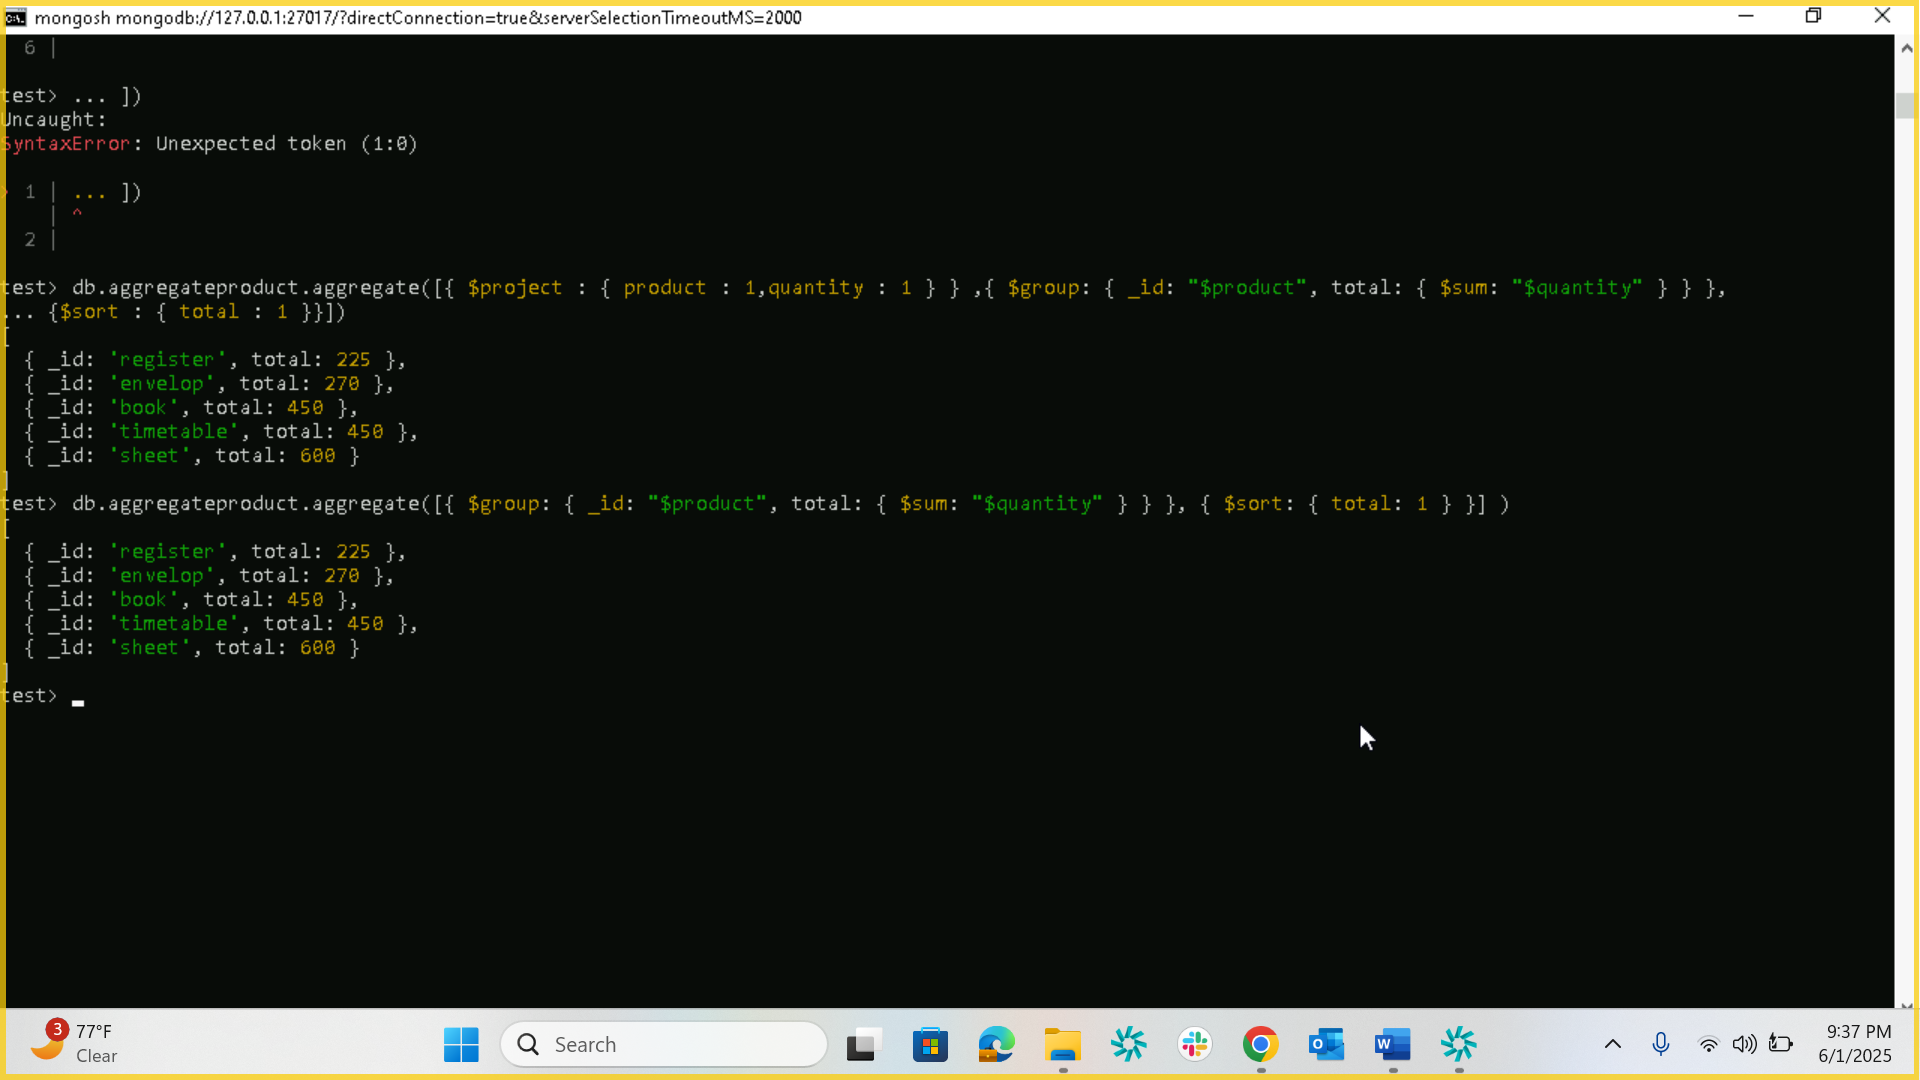 mongosh mongodb://127.0.0.1:27017/?directConnection=true&serverSelectionTimeoutMS=2000
6 |
test> ... ])
Uncaught:
SyntaxError: Unexpected token (1:0)
> 1 | ... ])
| ^
2 |
test> db.aggregateproduct.aggregate([{ $project : { product : 1,quantity : 1 } } ,{ $group: { _id: "$product", total: { $sum: "$quantity" } } },
... {$sort : { total : 1 }}])
[
{ _id: 'register', total: 225 },
{ _id: 'envelop', total: 270 },
{ _id: 'book', total: 450 },
{ _id: 'timetable', total: 450 },
{ _id: 'sheet', total: 600 }
]
test> db.aggregateproduct.aggregate([{ $group: { _id: "$product", total: { $sum: "$quantity" } } }, { $sort: { total: 1 } }] )
[
{ _id: 'register', total: 225 },
{ _id: 'envelop', total: 270 },
{ _id: 'book', total: 450 },
{ _id: 'timetable', total: 450 },
{ _id: 'sheet', total: 600 }
]
test>
3
77°F
Clear
Search
9:37 PM
6/1/2025